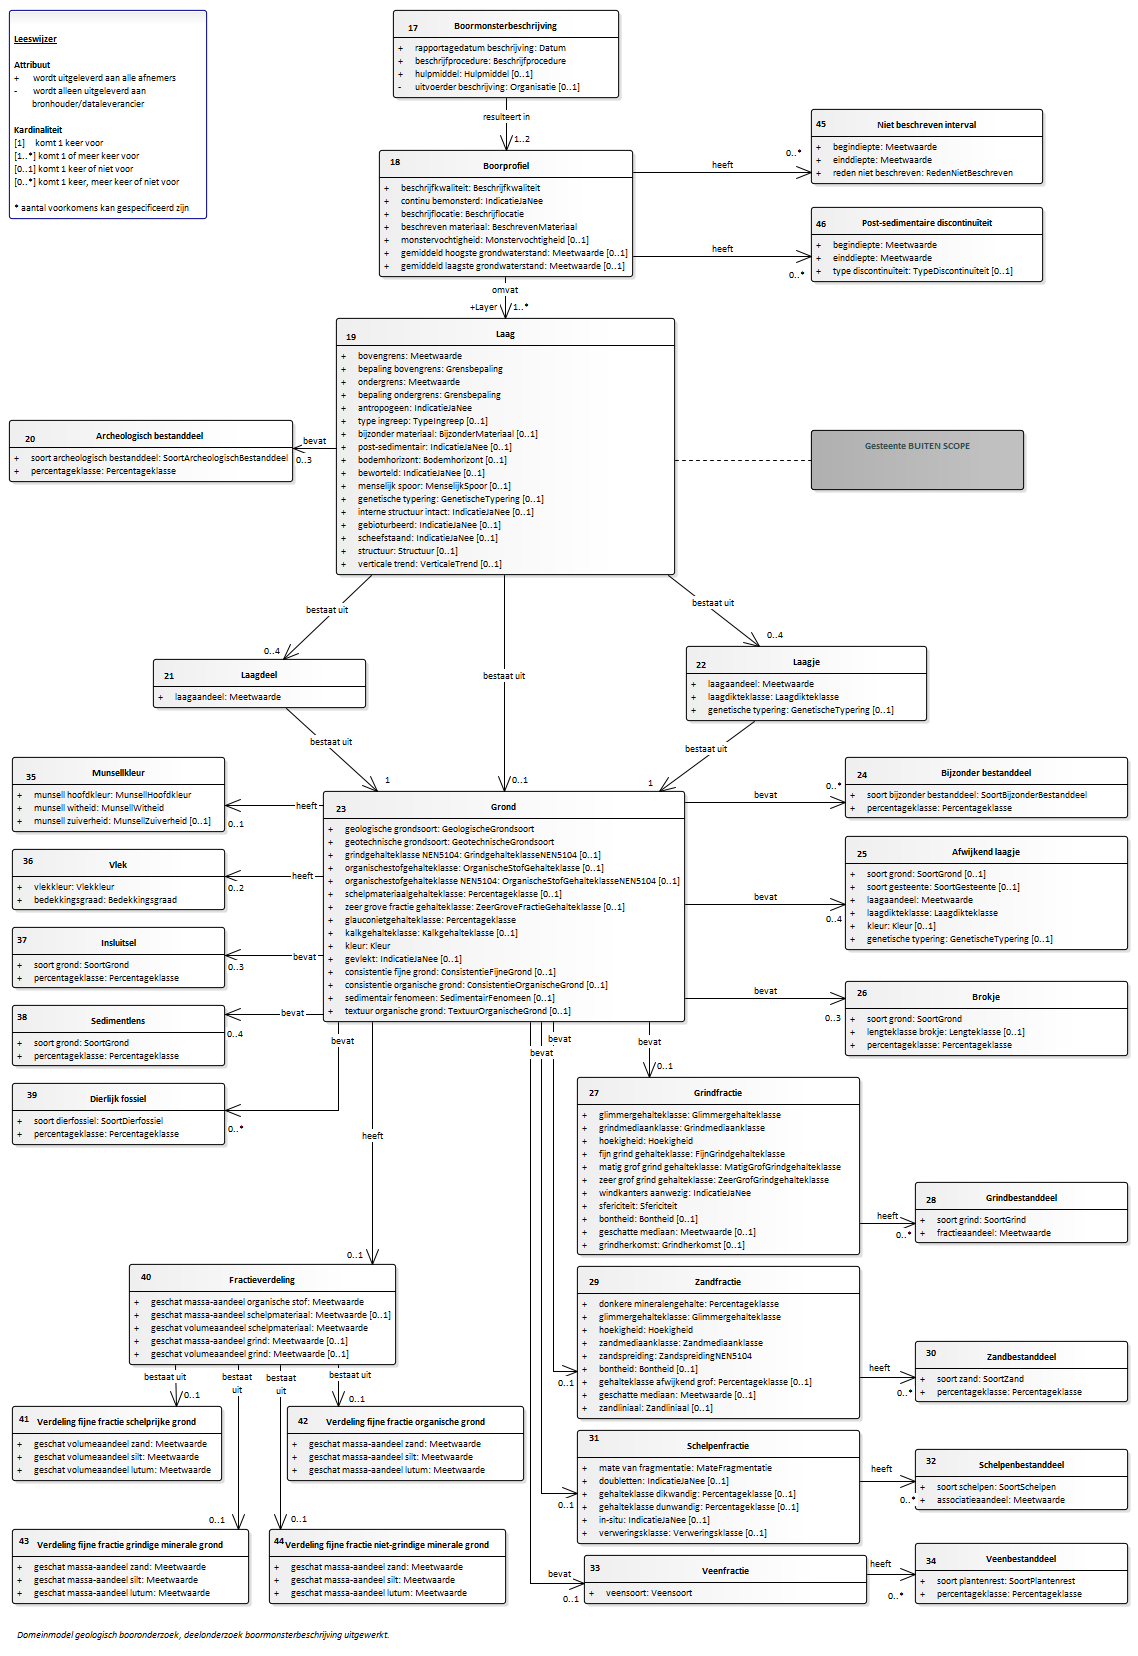 Leeswijzer
Attribuut
+ wordt uitgeleverd aan alle afnemers
- wordt alleen uitgeleverd aan
bronhouder/dataleverancier
Kardinaliteit
[1] komt 1 keer voor
[1..*] komt 1 of meer keer voor
[0..1] komt 1 keer of niet voor
[0..*] komt 1 keer, meer keer of niet voor
* aantal voorkomens kan gespecificeerd zijn
17 Boormonsterbeschrijving
+ rapportagedatum beschrijving: Datum
+ beschrijfprocedure: Beschrijfprocedure
+ hulpmiddel: Hulpmiddel [0..1]
- uitvoerder beschrijving: Organisatie [0..1]
resulteert in
1..2
18 Boorprofiel
+ beschrijfkwaliteit: Beschrijfkwaliteit
+ continu bemonsterd: IndicatieJaNee
+ beschrijflocatie: Beschrijflocatie
+ beschreven materiaal: BeschrevenMateriaal
+ monstervochtigheid: Monstervochtigheid [0..1]
+ gemiddeld hoogste grondwaterstand: Meetwaarde [0..1]
+ gemiddeld laagste grondwaterstand: Meetwaarde [0..1]
heeft
0..*
45 Niet beschreven interval
+ begindiepte: Meetwaarde
+ einddiepte: Meetwaarde
+ reden niet beschreven: RedenNietBeschreven
heeft
0..*
46 Post-sedimentaire discontinuïteit
+ begindiepte: Meetwaarde
+ einddiepte: Meetwaarde
+ type discontinuïteit: TypeDiscontinuïteit [0..1]
omvat
+Layer 1..*
19 Laag
+ bovengrens: Meetwaarde
+ bepaling bovengrens: Grensbepaling
+ ondergrens: Meetwaarde
+ bepaling ondergrens: Grensbepaling
+ antropogeen: IndicatieJaNee
+ type ingreep: TypeIngreep [0..1]
+ bijzonder materiaal: BijzonderMateriaal [0..1]
+ post-sedimentair: IndicatieJaNee [0..1]
+ bodemhorizont: Bodemhorizont [0..1]
+ beworteld: IndicatieJaNee [0..1]
+ menselijk spoor: MenselijkSpoor [0..1]
+ genetische typering: GenetischeTypering [0..1]
+ interne structuur intact: IndicatieJaNee [0..1]
+ gebioturbeerd: IndicatieJaNee [0..1]
+ scheefstaand: IndicatieJaNee [0..1]
+ structuur: Structuur [0..1]
+ verticale trend: VerticaleTrend [0..1]
bevat
0..3
20 Archeologisch bestanddeel
+ soort archeologisch bestanddeel: SoortArcheologischBestanddeel
+ percentageklasse: Percentageklasse
Gesteente BUITEN SCOPE
bestaat uit
0..4
21 Laagdeel
+ laagaandeel: Meetwaarde
bestaat uit
1
bestaat uit
0..1
bestaat uit
0..4
22 Laagje
+ laagaandeel: Meetwaarde
+ laagdikteklasse: Laagdikteklasse
+ genetische typering: GenetischeTypering [0..1]
bestaat uit
1
23 Grond
+ geologische grondsoort: GeologischeGrondsoort
+ geotechnische grondsoort: GeotechnischeGrondsoort
+ grindgehalteklasse NEN5104: GrindgehalteklasseNEN5104 [0..1]
+ organischestofgehalteklasse: OrganischeStofGehalteklasse [0..1]
+ organischestofgehalteklasse NEN5104: OrganischeStofGehalteklasseNEN5104 [0..1]
+ schelpmateriaalgehalteklasse: Percentageklasse [0..1]
+ zeer grove fractie gehalteklasse: ZeerGroveFractieGehalteklasse [0..1]
+ glauconietgehalteklasse: Percentageklasse
+ kalkgehalteklasse: Kalkgehalteklasse [0..1]
+ kleur: Kleur
+ gevlekt: IndicatieJaNee [0..1]
+ consistentie fijne grond: ConsistentieFijneGrond [0..1]
+ consistentie organische grond: ConsistentieOrganischeGrond [0..1]
+ sedimentair fenomeen: SedimentairFenomeen [0..1]
+ textuur organische grond: TextuurOrganischeGrond [0..1]
35 Munsellkleur
+ munsell hoofdkleur: MunsellHoofdkleur
+ munsell witheid: MunsellWitheid
+ munsell zuiverheid: MunsellZuiverheid [0..1]
heeft
0..1
36 Vlek
+ vlekkleur: Vlekkleur
+ bedekkingsgraad: Bedekkingsgraad
heeft
0..2
37 Insluitsel
+ soort grond: SoortGrond
+ percentageklasse: Percentageklasse
bevat
0..3
38 Sedimentlens
+ soort grond: SoortGrond
+ percentageklasse: Percentageklasse
bevat
0..4
39 Dierlijk fossiel
+ soort dierfossiel: SoortDierfossiel
+ percentageklasse: Percentageklasse
bevat
0..*
bevat
0..*
24 Bijzonder bestanddeel
+ soort bijzonder bestanddeel: SoortBijzonderBestanddeel
+ percentageklasse: Percentageklasse
bevat
0..4
25 Afwijkend laagje
+ soort grond: SoortGrond [0..1]
+ soort gesteente: SoortGesteente [0..1]
+ laagaandeel: Meetwaarde
+ laagdikteklasse: Laagdikteklasse
+ kleur: Kleur [0..1]
+ genetische typering: GenetischeTypering [0..1]
bevat
0..3
26 Brokje
+ soort grond: SoortGrond
+ lengteklasse brokje: Lengteklasse [0..1]
+ percentageklasse: Percentageklasse
bevat
0..1
27 Grindfractie
+ glimmergehalteklasse: Glimmergehalteklasse
+ grindmediaanklasse: Grindmediaanklasse
+ hoekigheid: Hoekigheid
+ fijn grind gehalteklasse: FijnGrindgehalteklasse
+ matig grof grind gehalteklasse: MatigGrofGrindgehalteklasse
+ zeer grof grind gehalteklasse: ZeerGrofGrindgehalteklasse
+ windkanters aanwezig: IndicatieJaNee
+ sfericiteit: Sfericiteit
+ bontheid: Bontheid [0..1]
+ geschatte mediaan: Meetwaarde [0..1]
+ grindherkomst: Grindherkomst [0..1]
heeft
0..*
28 Grindbestanddeel
+ soort grind: SoortGrind
+ fractieaandeel: Meetwaarde
bevat
0..1
29 Zandfractie
+ donkere mineralengehalte: Percentageklasse
+ glimmergehalteklasse: Glimmergehalteklasse
+ hoekigheid: Hoekigheid
+ zandmediaanklasse: Zandmediaanklasse
+ zandspreiding: ZandspreidingNEN5104
+ bontheid: Bontheid [0..1]
+ gehalteklasse afwijkend grof: Percentageklasse [0..1]
+ geschatte mediaan: Meetwaarde [0..1]
+ zandliniaal: Zandliniaal [0..1]
heeft
0..*
30 Zandbestanddeel
+ soort zand: SoortZand
+ percentageklasse: Percentageklasse
bevat
0..1
31 Schelpenfractie
+ mate van fragmentatie: MateFragmentatie
+ doubletten: IndicatieJaNee [0..1]
+ gehalteklasse dikwandig: Percentageklasse [0..1]
+ gehalteklasse dunwandig: Percentageklasse [0..1]
+ in-situ: IndicatieJaNee [0..1]
+ verweringsklasse: Verweringsklasse [0..1]
heeft
0..*
32 Schelpenbestanddeel
+ soort schelpen: SoortSchelpen
+ associatieaandeel: Meetwaarde
bevat
0..1
33 Veenfractie
+ veensoort: Veensoort
heeft
0..*
34 Veenbestanddeel
+ soort plantenrest: SoortPlantenrest
+ percentageklasse: Percentageklasse
heeft
0..1
40 Fractieverdeling
+ geschat massa-aandeel organische stof: Meetwaarde
+ geschat massa-aandeel schelpmateriaal: Meetwaarde [0..1]
+ geschat volumeaandeel schelpmateriaal: Meetwaarde
+ geschat massa-aandeel grind: Meetwaarde [0..1]
+ geschat volumeaandeel grind: Meetwaarde [0..1]
bestaat uit
0..1
bestaat
uit
bestaat
uit
bestaat uit
0..1
41 Verdeling fijne fractie schelprijke grond
+ geschat volumeaandeel zand: Meetwaarde
+ geschat volumeaandeel silt: Meetwaarde
+ geschat volumeaandeel lutum: Meetwaarde
42 Verdeling fijne fractie organische grond
+ geschat massa-aandeel zand: Meetwaarde
+ geschat massa-aandeel silt: Meetwaarde
+ geschat massa-aandeel lutum: Meetwaarde
0..1
0..1
43 Verdeling fijne fractie grindige minerale grond
+ geschat massa-aandeel zand: Meetwaarde
+ geschat massa-aandeel silt: Meetwaarde
+ geschat massa-aandeel lutum: Meetwaarde
44 Verdeling fijne fractie niet-grindige minerale grond
+ geschat massa-aandeel zand: Meetwaarde
+ geschat massa-aandeel silt: Meetwaarde
+ geschat massa-aandeel lutum: Meetwaarde
Domeinmodel geologisch booronderzoek, deelonderzoek boormonsterbeschrijving uitgewerkt.